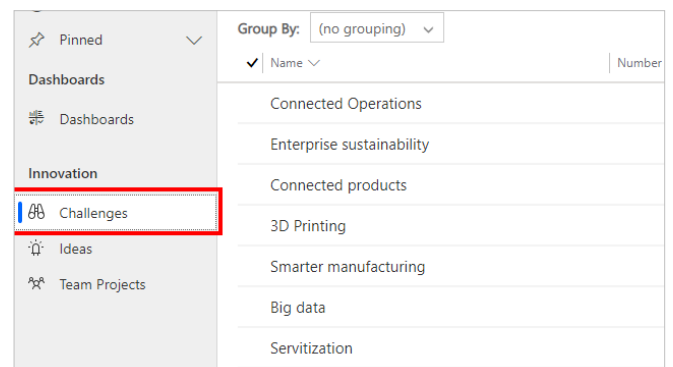 Pinned
Dashboards
Dashboards
Innovation
Challenges
Ideas
Team Projects
Group By: (no grouping)
Name Number
Connected Operations
Enterprise sustainability
Connected products
3D Printing
Smarter manufacturing
Big data
Servitization